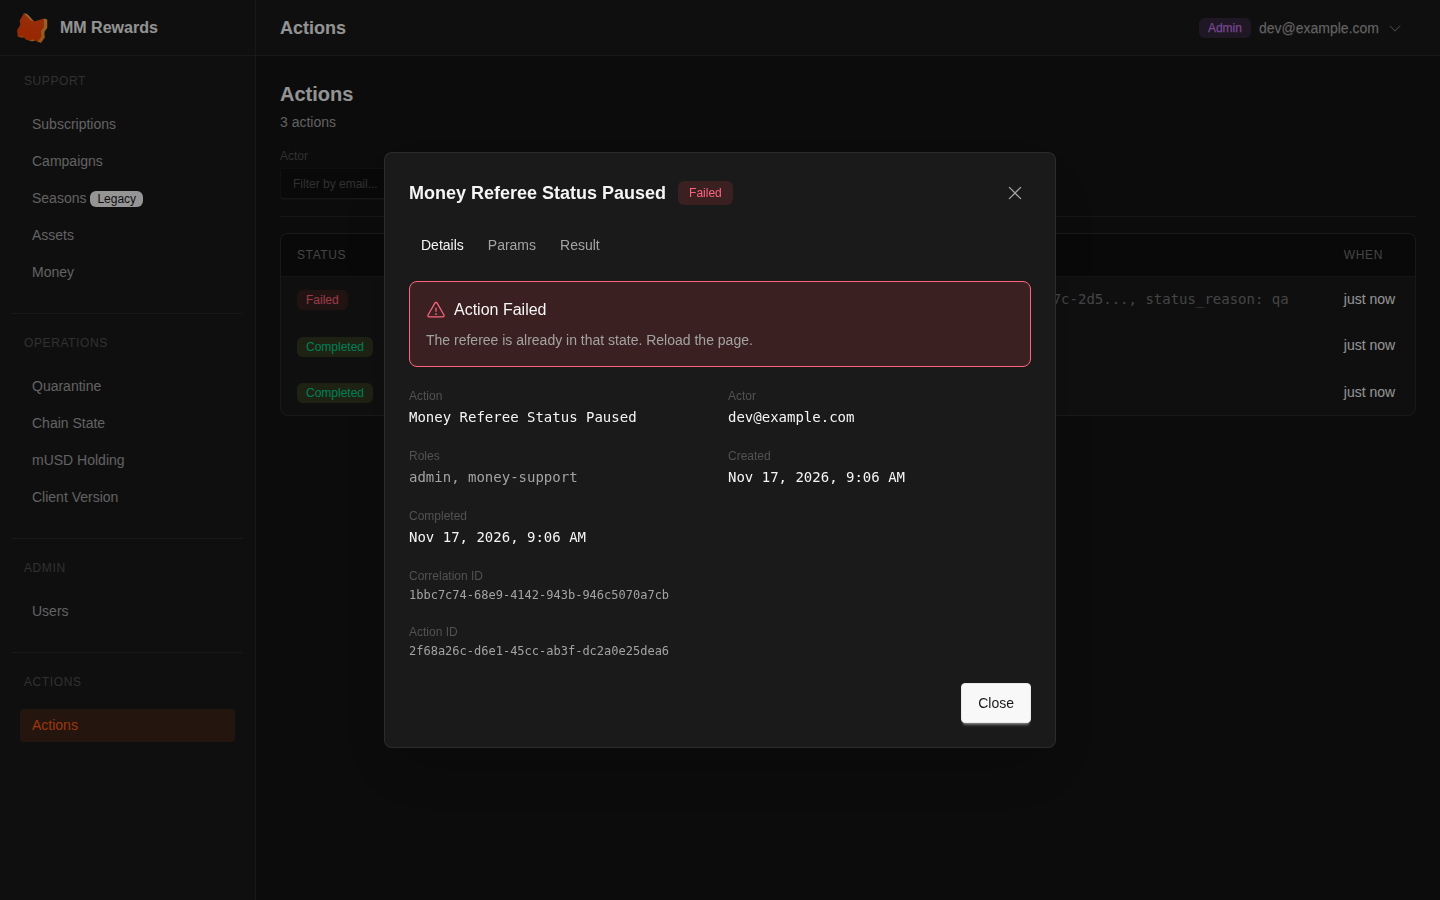 MM Rewards
Actions
Admin
dev@example.com
SUPPORT
Subscriptions
Campaigns
Seasons Legacy
Assets
Money
OPERATIONS
Quarantine
Chain State
mUSD Holding
Client Version
ADMIN
Users
ACTIONS
Actions
Actions
3 actions
Actor
Filter by email...
STATUS
WHEN
Failed
7c-2d5..., status_reason: qa
just now
Completed
just now
Completed
just now
Money Referee Status Paused Failed
Details Params Result
Action Failed
The referee is already in that state. Reload the page.
Action
Money Referee Status Paused
Actor
dev@example.com
Roles
admin, money-support
Created
Nov 17, 2026, 9:06 AM
Completed
Nov 17, 2026, 9:06 AM
Correlation ID
1bbc7c74-68e9-4142-943b-946c5070a7cb
Action ID
2f68a26c-d6e1-45cc-ab3f-dc2a0e25dea6
Close